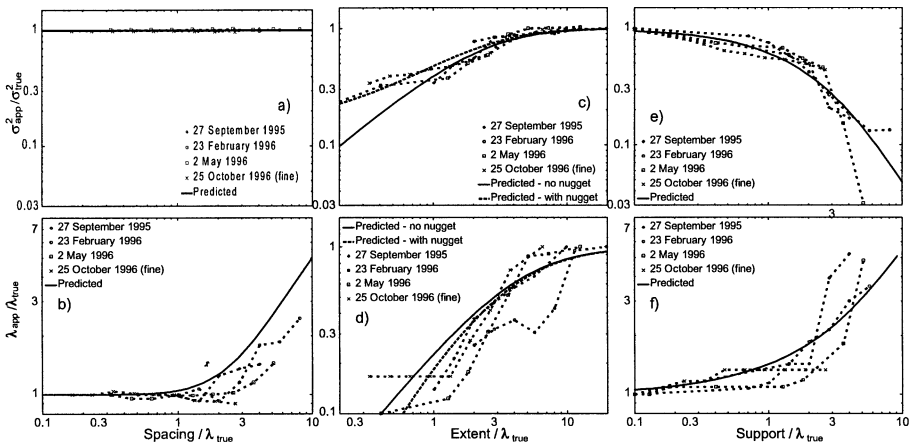 σ²app/σ²true
1
0.3
0.1
0.03
a)
27 September 1995
23 February 1996
2 May 1996
25 October 1996 (fine)
Predicted
1
0.3
0.1
0.03
c)
27 September 1995
23 February 1996
2 May 1996
25 October 1996 (fine)
Predicted - no nugget
Predicted - with nugget
1
0.3
0.1
0.03
e)
27 September 1995
23 February 1996
2 May 1996
25 October 1996 (fine)
Predicted
3
λapp/λtrue
7
3
1
27 September 1995
23 February 1996
2 May 1996
25 October 1996 (fine)
Predicted
b)
0.1
1
10
Spacing / λtrue
1
0.3
0.1
Predicted - no nugget
Predicted - with nugget
27 September 1995
23 February 1996
2 May 1996
25 October 1996 (fine)
d)
1
10
Extent / λtrue
7
3
1
27 September 1995
23 February 1996
2 May 1996
25 October 1996 (fine)
Predicted
f)
0.1
1
10
Support / λtrue